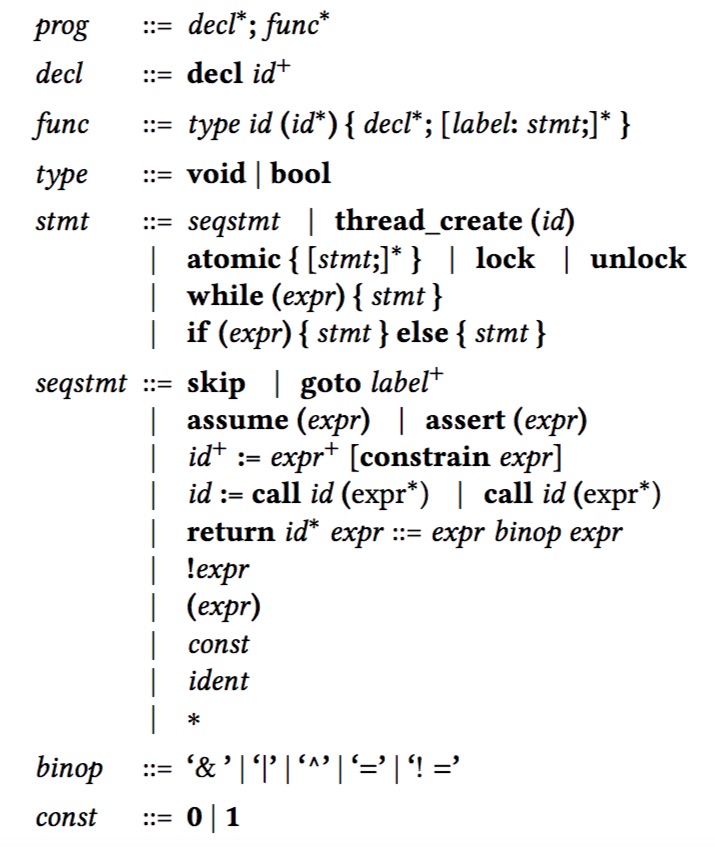 prog ::= decl*; func*
decl ::= decl id+
func ::= type id (id*) { decl*; [label: stmt;]* }
type ::= void | bool
stmt ::= seqstmt | thread_create (id)
| atomic { [stmt;]* } | lock | unlock
| while (expr) { stmt }
| if (expr) { stmt } else { stmt }
seqstmt ::= skip | goto label+
| assume (expr) | assert (expr)
| id+ := expr+ [constrain expr]
| id := call id (expr*) | call id (expr*)
| return id* expr ::= expr binop expr
| !expr
| (expr)
| const
| ident
| *
binop ::= ‘& ’ | ‘|’ | ‘^’ | ‘=’ | ‘! =’
const ::= 0 | 1